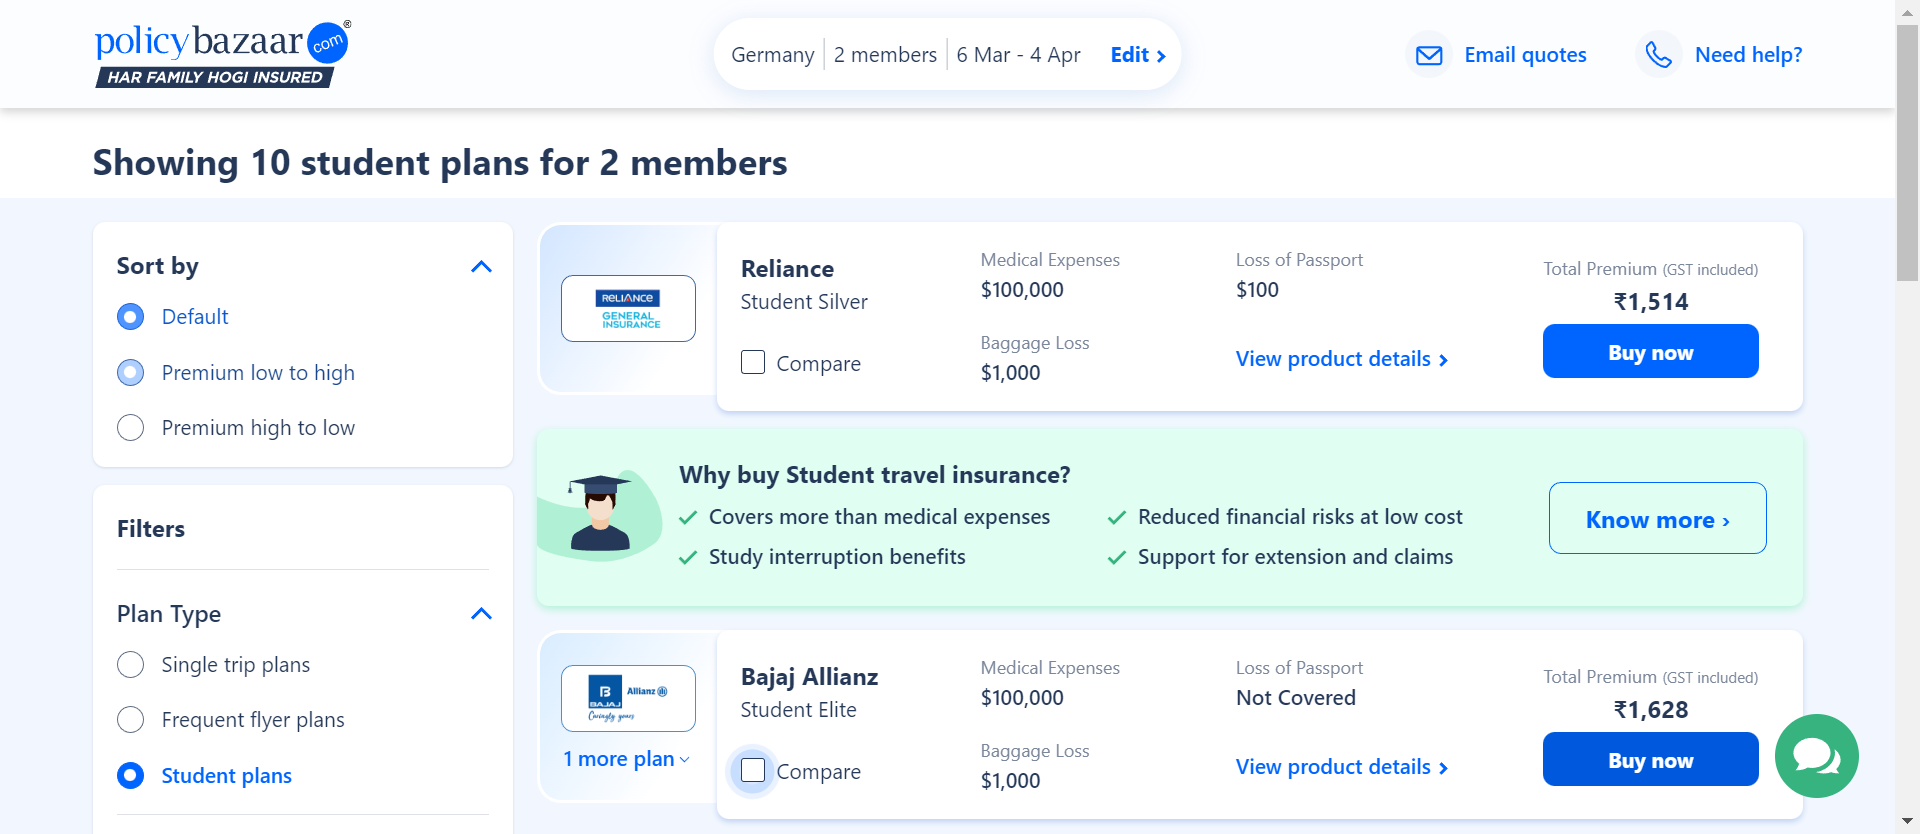 policybazaar.com®
HAR FAMILY HOGI INSURED
Germany 2 members 6 Mar - 4 Apr Edit
Email quotes
Need help?
Showing 10 student plans for 2 members
Sort by
Default
Premium low to high
Premium high to low
Filters
Plan Type
Single trip plans
Frequent flyer plans
Student plans
RELIANCE
GENERAL
INSURANCE
Reliance
Student Silver
Compare
Medical Expenses
$100,000
Baggage Loss
$1,000
Loss of Passport
$100
View product details
Total Premium (GST included)
₹1,514
Buy now
Why buy Student travel insurance?
Covers more than medical expenses
Reduced financial risks at low cost
Study interruption benefits
Support for extension and claims
Know more ›
B
BAJAJ
Allianz
Caringly yours
1 more plan
Bajaj Allianz
Student Elite
Compare
Medical Expenses
$100,000
Baggage Loss
$1,000
Loss of Passport
Not Covered
View product details
Total Premium (GST included)
₹1,628
Buy now